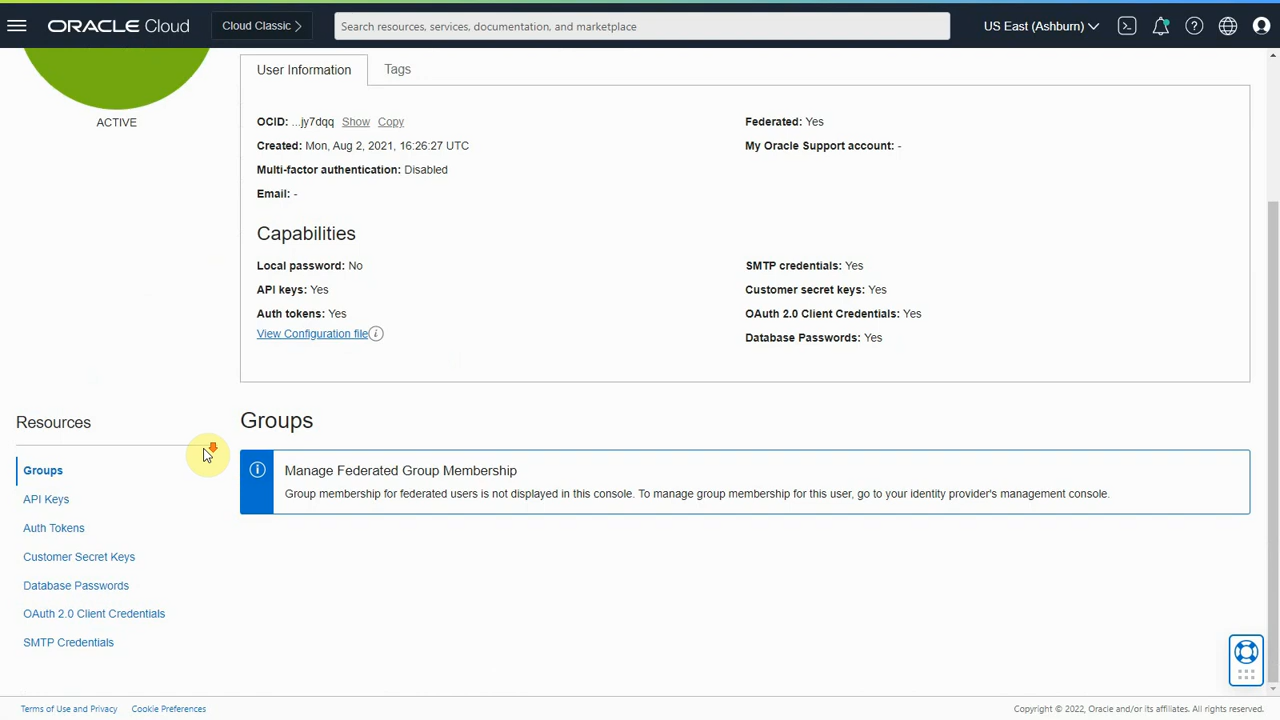 ORACLE Cloud
Cloud Classic
Search resources, services, documentation, and marketplace
US East (Ashburn)
ACTIVE
User Information
Tags
OCID: ...jy7dqq Show Copy
Created: Mon, Aug 2, 2021, 16:26:27 UTC
Multi-factor authentication: Disabled
Email: -
Federated: Yes
My Oracle Support account: -
Capabilities
Local password: No
API keys: Yes
Auth tokens: Yes
View Configuration file
SMTP credentials: Yes
Customer secret keys: Yes
OAuth 2.0 Client Credentials: Yes
Database Passwords: Yes
Resources
Groups
API Keys
Auth Tokens
Customer Secret Keys
Database Passwords
OAuth 2.0 Client Credentials
SMTP Credentials
Groups
Manage Federated Group Membership
Group membership for federated users is not displayed in this console. To manage group membership for this user, go to your identity provider's management console.
Terms of Use and Privacy
Cookie Preferences
Copyright © 2022, Oracle and/or its affiliates. All rights reserved.